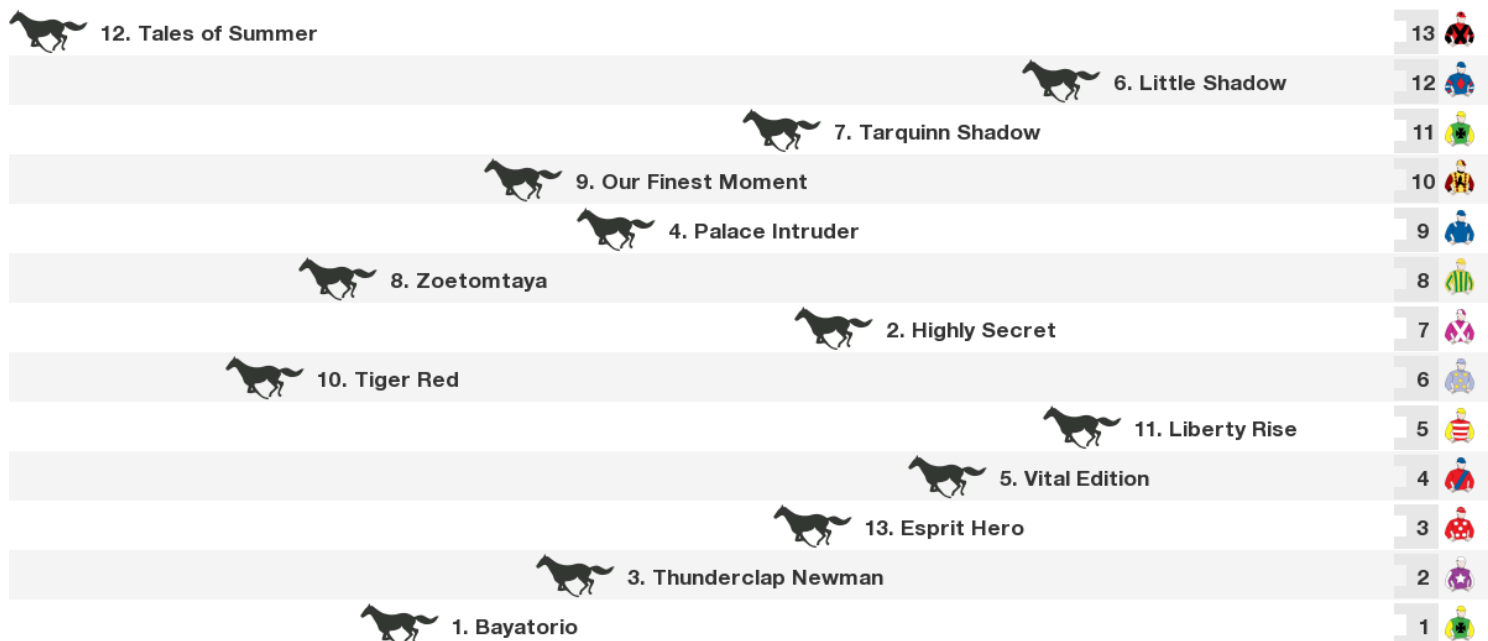 12. Tales of Summer 13
6. Little Shadow 12
7. Tarquinn Shadow 11
9. Our Finest Moment 10
4. Palace Intruder 9
8. Zoetomtaya 8
2. Highly Secret 7
10. Tiger Red 6
11. Liberty Rise 5
5. Vital Edition 4
13. Esprit Hero 3
3. Thunderclap Newman 2
1. Bayatorio 1